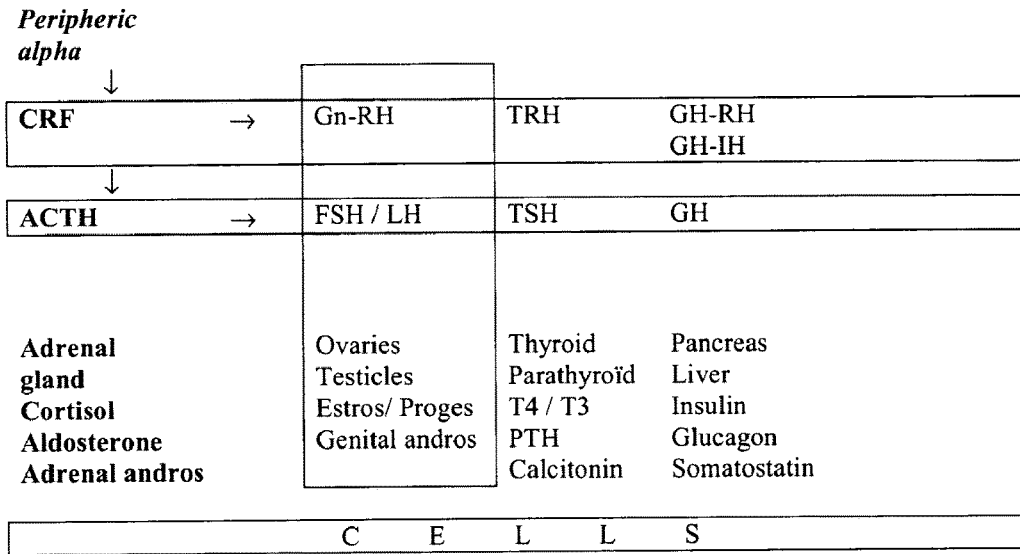 Peripheric
alpha
↓
CRF → Gn-RH TRH GH-RH
GH-IH
↓
ACTH → FSH / LH TSH GH
Adrenal Ovaries Thyroid Pancreas
gland Testicles Parathyroïd Liver
Cortisol Estros/ Proges T4 / T3 Insulin
Aldosterone Genital andros PTH Glucagon
Adrenal andros Calcitonin Somatostatin
C E L L S